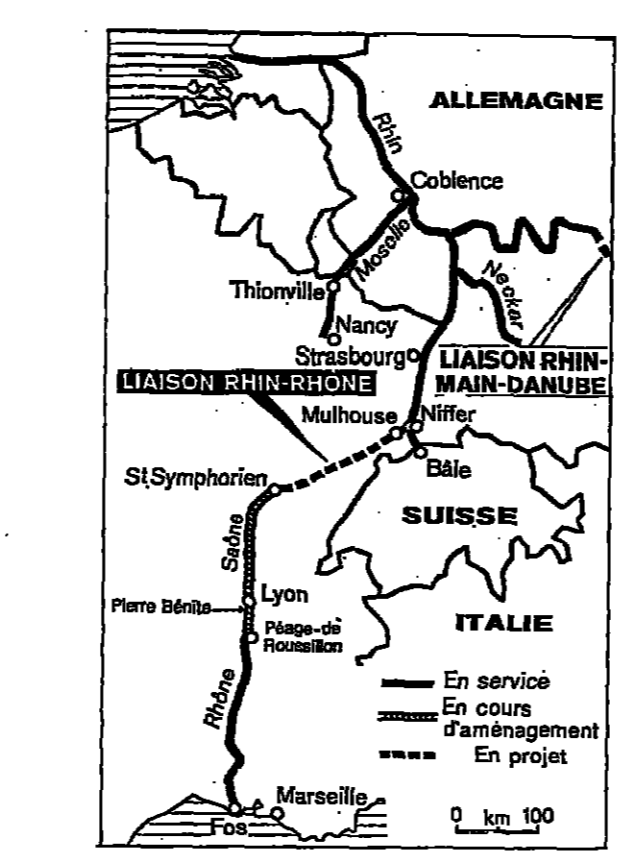 ALLEMAGNE
Rhin
Coblence
Moselle
Neckar
Thionville
Nancy
Strasbourg
LIAISON RHIN-
MAIN-DANUBE
LIAISON RHIN-RHÔNE
Mulhouse
Niffer
Bâle
St.Symphorien
SUISSE
Saône
Lyon
Pierre Bénite
Péage-de
Roussillon
ITALIE
Rhône
En service
En cours
d'aménagement
En projet
Marseille
Fos
0 km 100